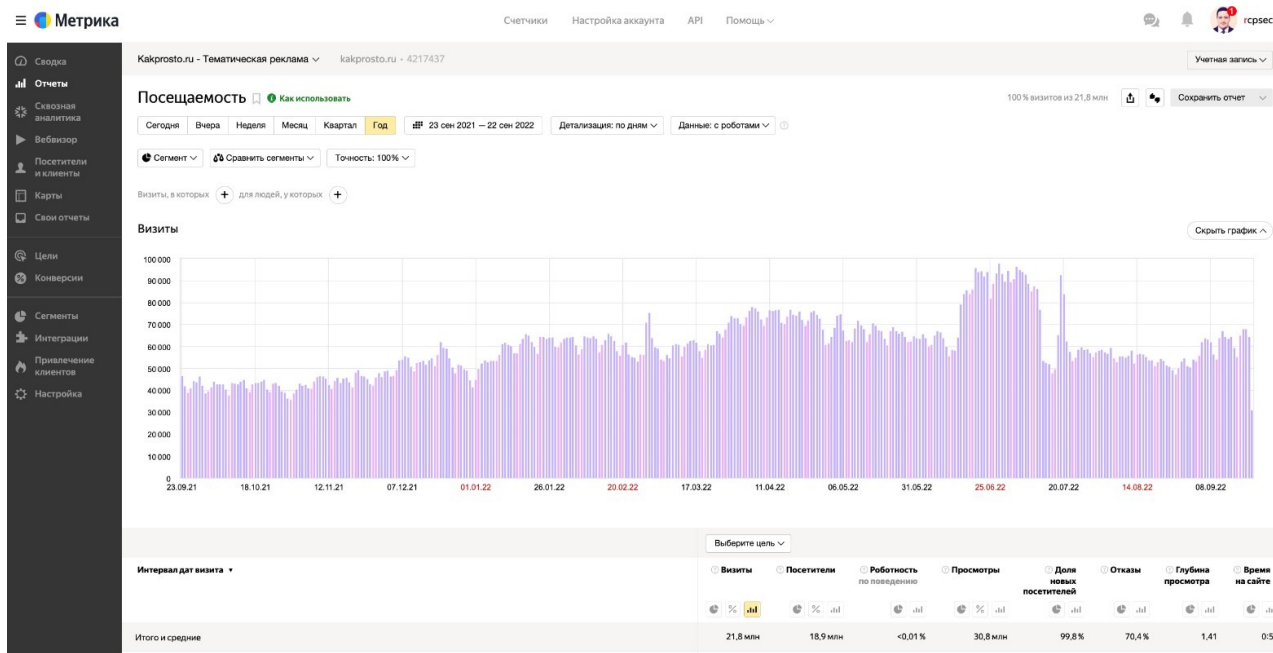 Метрика
Счетчики Настройка аккаунта API Помощь
1
rcpsec
Сводка
Отчеты
Сквозная
аналитика
Вебвизор
Посетители
и клиенты
Карты
Свои отчеты
Цели
Конверсии
Сегменты
Интеграции
Привлечение
клиентов
Настройка
Kakprosto.ru - Тематическая реклама kakprosto.ru • 4217437 Учетная запись
Посещаемость Как использовать 100 % визитов из 21,8 млн Сохранить отчет
Сегодня Вчера Неделя Месяц Квартал Год 23 сен 2021 — 22 сен 2022 Детализация: по дням Данные: с роботами
Сегмент Сравнить сегменты Точность: 100%
Визиты, в которых + для людей, у которых +
Визиты Скрыть график
100 000
90 000
80 000
70 000
60 000
50 000
40 000
30 000
20 000
10 000
0
23.09.21 18.10.21 12.11.21 07.12.21 01.01.22 26.01.22 20.02.22 17.03.22 11.04.22 06.05.22 31.05.22 25.06.22 20.07.22 14.08.22 08.09.22
Выберите цель
Интервал дат визита Визиты Посетители Роботность Просмотры Доля Отказы Глубина Время
по поведению новых просмотра на сайте
посетителей
% % %
Итого и средние 21,8 млн 18,9 млн <0,01 % 30,8 млн 99,8 % 70,4 % 1,41